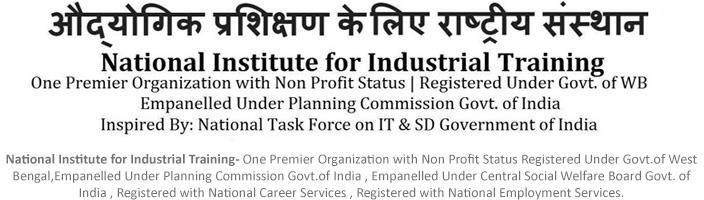 औद्योगिक प्रशिक्षण के लिए राष्ट्रीय संस्थान
National Institute for Industrial Training
One Premier Organization with Non Profit Status | Registered Under Govt. of WB
Empanelled Under Planning Commission Govt. of India
Inspired By: National Task Force on IT & SD Government of India
National Institute for Industrial Training- One Premier Organization with Non Profit Status Registered Under Govt.of West
Bengal,Empanelled Under Planning Commission Govt.of India , Empanelled Under Central Social Welfare Board Govt. of
India , Registered with National Career Services , Registered with National Employment Services.